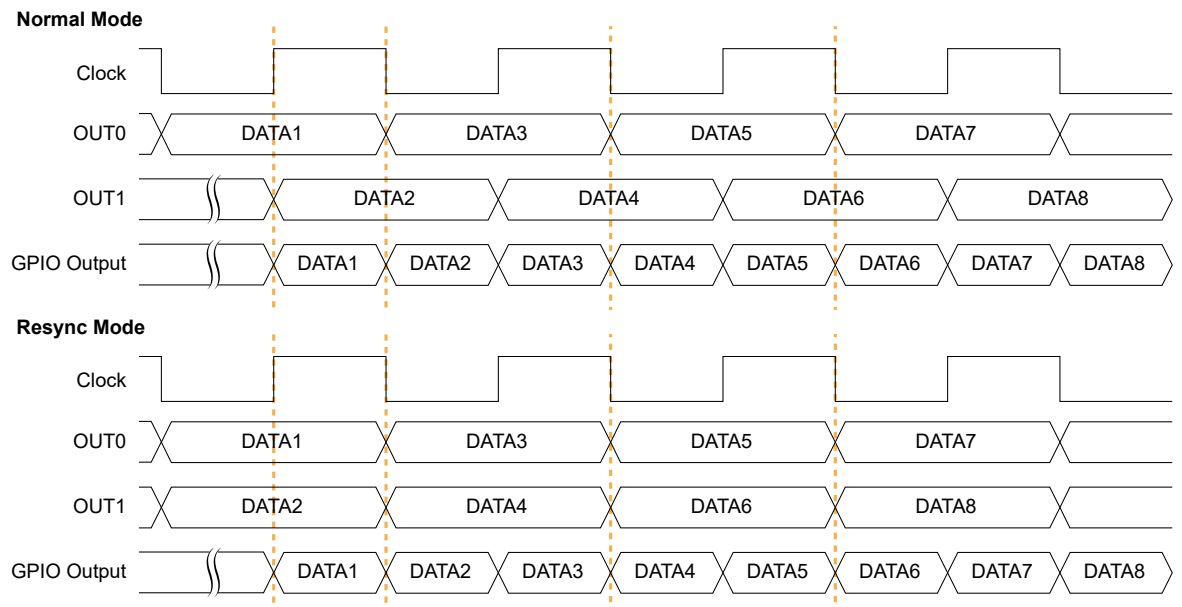 Normal Mode
Clock
OUT0 DATA1 DATA3 DATA5 DATA7
OUT1 DATA2 DATA4 DATA6 DATA8
GPIO Output DATA1 DATA2 DATA3 DATA4 DATA5 DATA6 DATA7 DATA8
Resync Mode
Clock
OUT0 DATA1 DATA3 DATA5 DATA7
OUT1 DATA2 DATA4 DATA6 DATA8
GPIO Output DATA1 DATA2 DATA3 DATA4 DATA5 DATA6 DATA7 DATA8